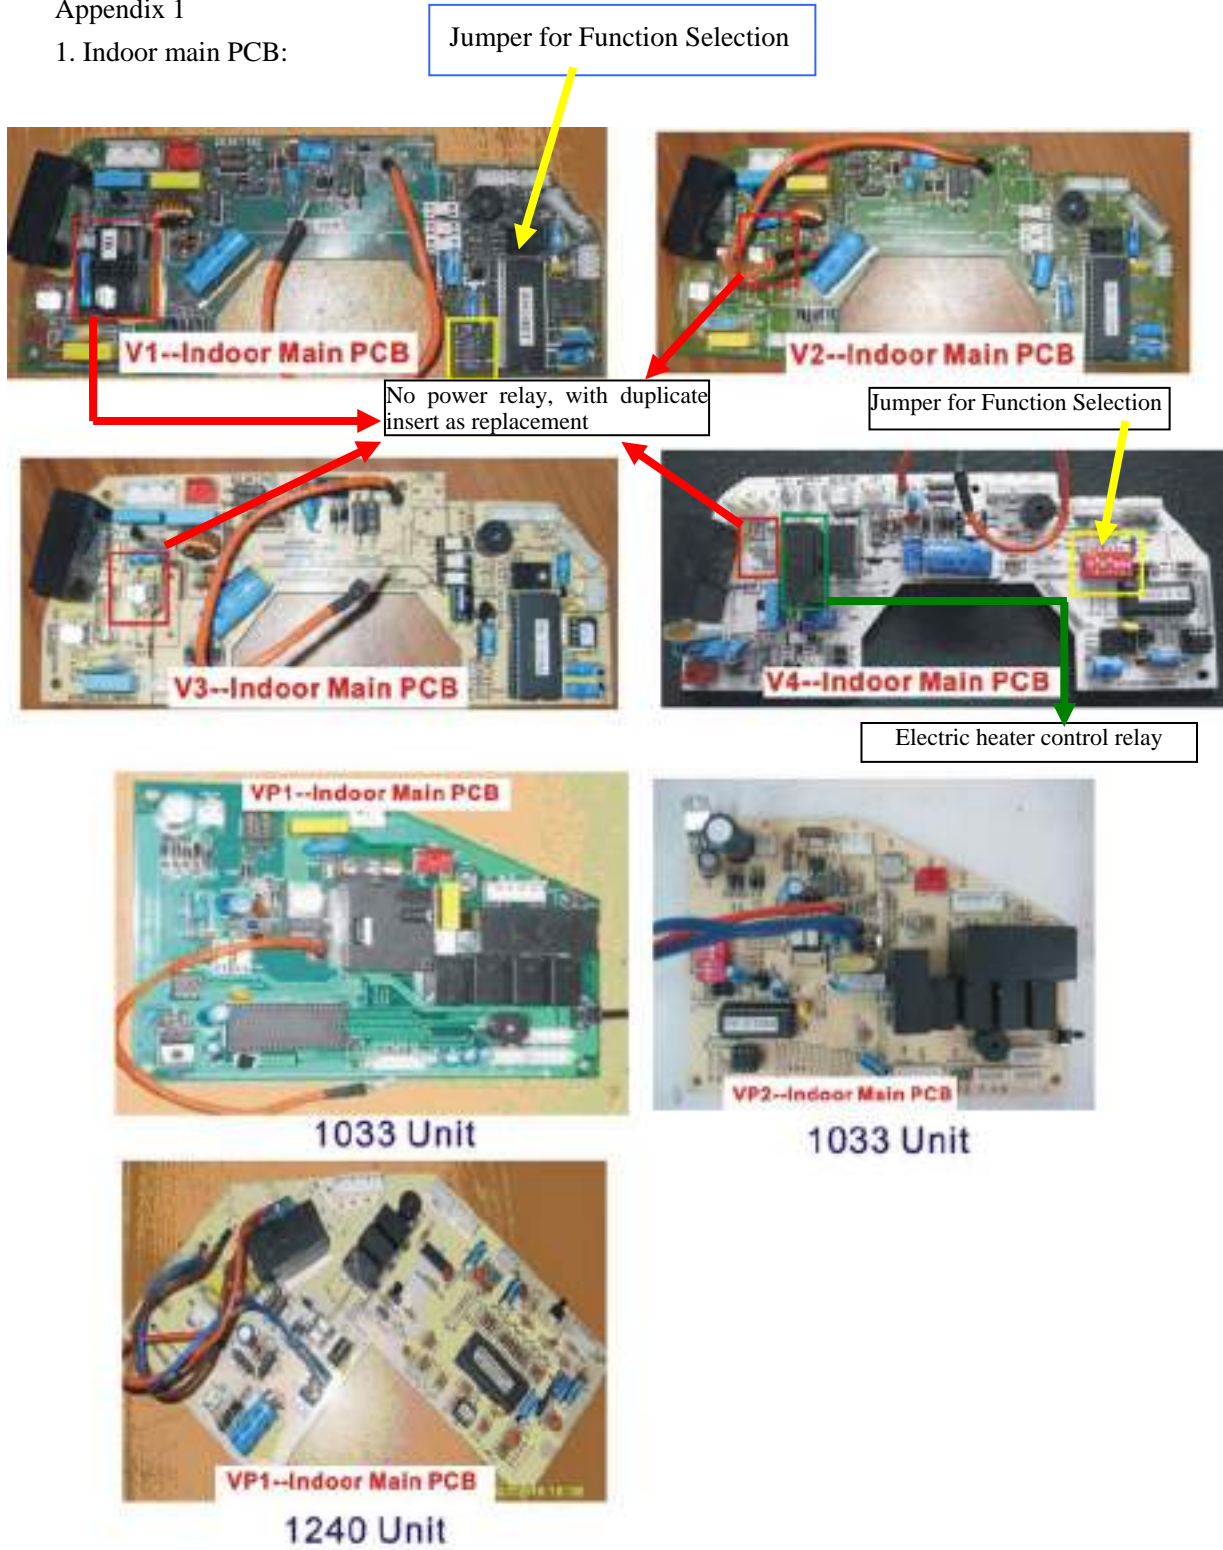 Appendix 1
1. Indoor main PCB:
Jumper for Function Selection
V1--Indoor Main PCB
V2--Indoor Main PCB
No power relay, with duplicate
insert as replacement
Jumper for Function Selection
V3--Indoor Main PCB
V4--Indoor Main PCB
Electric heater control relay
VP1--Indoor Main PCB
VP2--Indoor Main PCB
1033 Unit
1033 Unit
VP1--Indoor Main PCB
1240 Unit